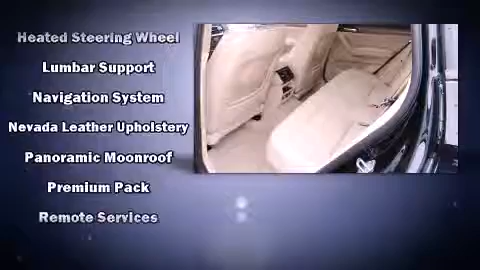 Heated Steering Wheel
Lumbar Support
Navigation System
Nevada Leather Upholstery
Panoramic Moonroof
Premium Pack
Remote Services